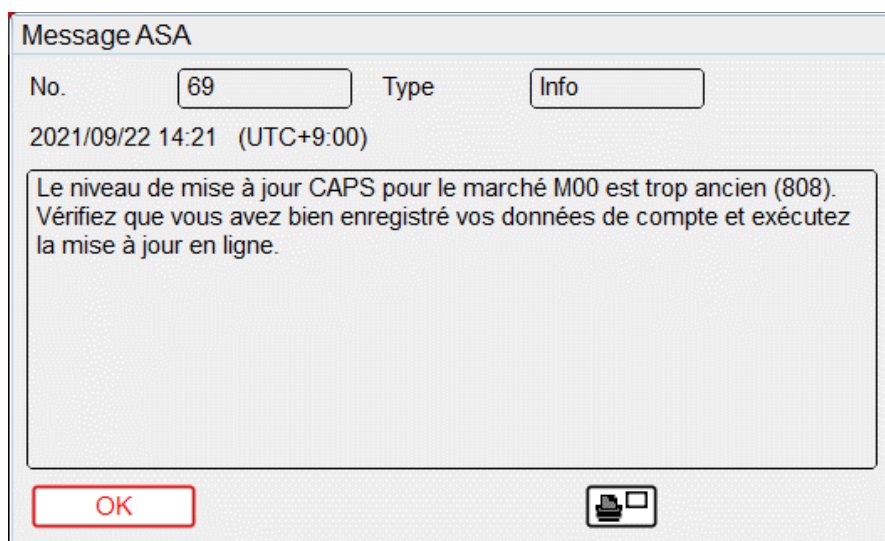 Message ASA
No. 69 Type Info
2021/09/22 14:21 (UTC+9:00)
Le niveau de mise à jour CAPS pour le marché M00 est trop ancien (808).
Vérifiez que vous avez bien enregistré vos données de compte et exécutez
la mise à jour en ligne.
OK